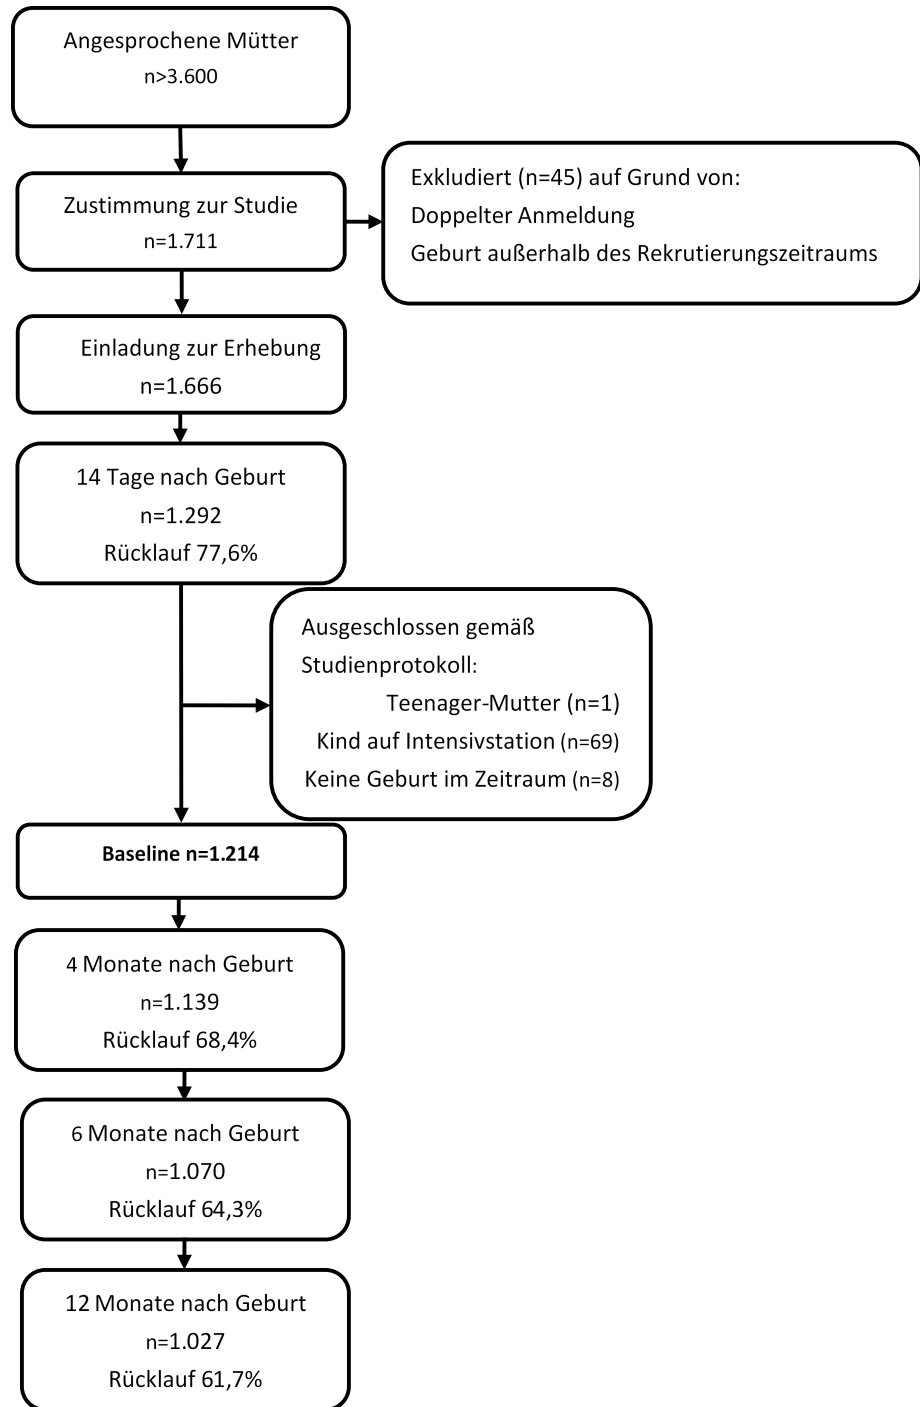 Angesprochene Mütter
n>3.600
Zustimmung zur Studie
n=1.711
Exkludiert (n=45) auf Grund von:
Doppelter Anmeldung
Geburt außerhalb des Rekrutierungszeitraums
Einladung zur Erhebung
n=1.666
14 Tage nach Geburt
n=1.292
Rücklauf 77,6%
Ausgeschlossen gemäß
Studienprotokoll:
Teenager-Mutter (n=1)
Kind auf Intensivstation (n=69)
Keine Geburt im Zeitraum (n=8)
Baseline n=1.214
4 Monate nach Geburt
n=1.139
Rücklauf 68,4%
6 Monate nach Geburt
n=1.070
Rücklauf 64,3%
12 Monate nach Geburt
n=1.027
Rücklauf 61,7%